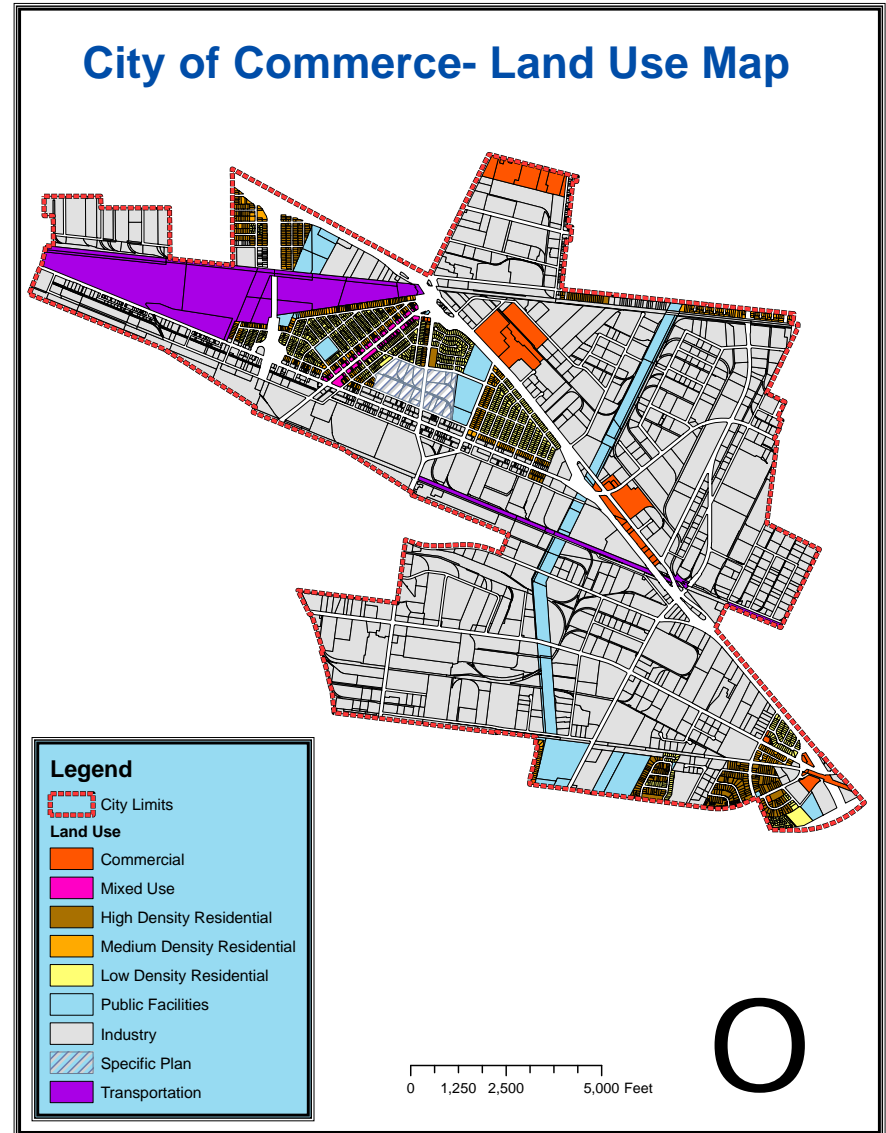 City of Commerce- Land Use Map
Legend
City Limits
Land Use
Commercial
Mixed Use
High Density Residential
Medium Density Residential
Low Density Residential
Public Facilities
Industry
Specific Plan
Transportation
0 1,250 2,500 5,000 Feet
O